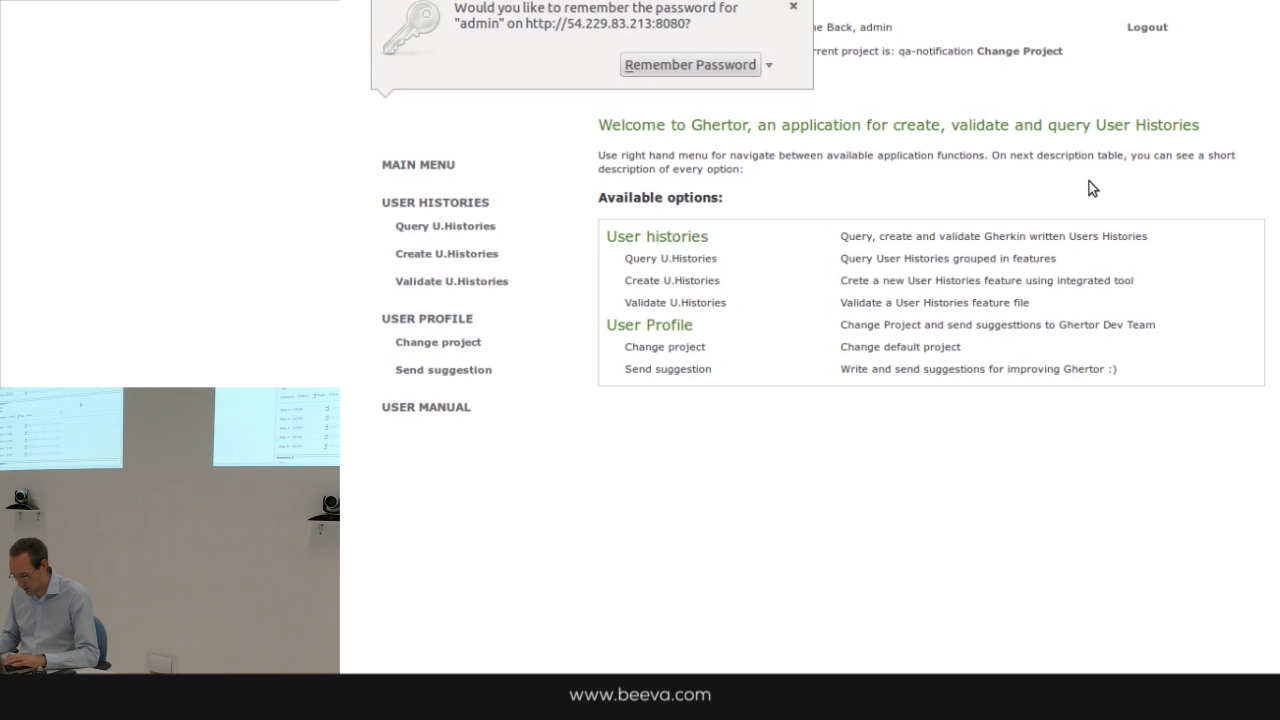 Would you like to remember the password for
"admin" on http://54.229.83.213:8080?
Remember Password
me Back, admin
Logout
rrent project is: qa-notification Change Project
Welcome to Ghertor, an application for create, validate and query User Histories
Use right hand menu for navigate between available application functions. On next description table, you can see a short
description of every option:
Available options:
MAIN MENU
USER HISTORIES
Query U.Histories
Create U.Histories
Validate U.Histories
USER PROFILE
Change project
Send suggestion
USER MANUAL
User histories Query, create and validate Gherkin written Users Histories
Query U.Histories Query User Histories grouped in features
Create U.Histories Crete a new User Histories feature using integrated tool
Validate U.Histories Validate a User Histories feature file
User Profile Change Project and send suggesttions to Ghertor Dev Team
Change project Change default project
Send suggestion Write and send suggestions for improving Ghertor :)
www.beeva.com